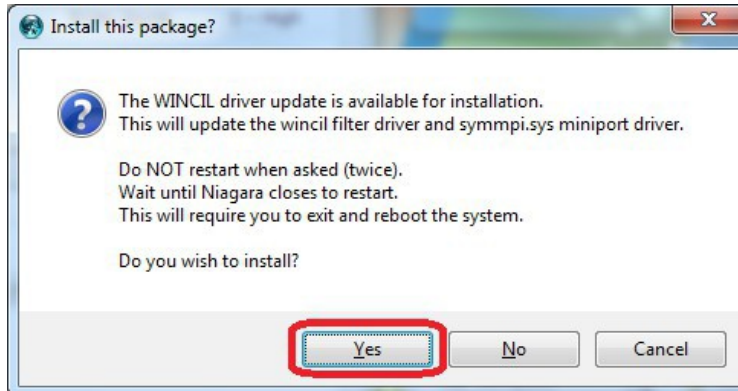 Install this package?
The WINCIL driver update is available for installation.
This will update the wincil filter driver and symmpi.sys miniport driver.
Do NOT restart when asked (twice).
Wait until Niagara closes to restart.
This will require you to exit and reboot the system.
Do you wish to install?
Yes No Cancel